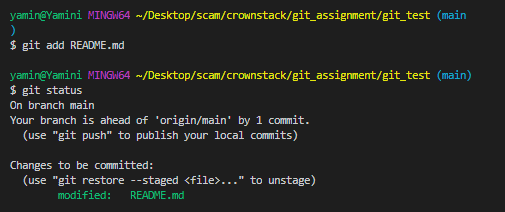 yamin@Yamini MINGW64 ~/Desktop/scam/crownstack/git_assignment/git_test (main
)
$ git add README.md
yamin@Yamini MINGW64 ~/Desktop/scam/crownstack/git_assignment/git_test (main)
$ git status
On branch main
Your branch is ahead of 'origin/main' by 1 commit.
  (use "git push" to publish your local commits)
Changes to be committed:
  (use "git restore --staged <file>..." to unstage)
        modified:   README.md